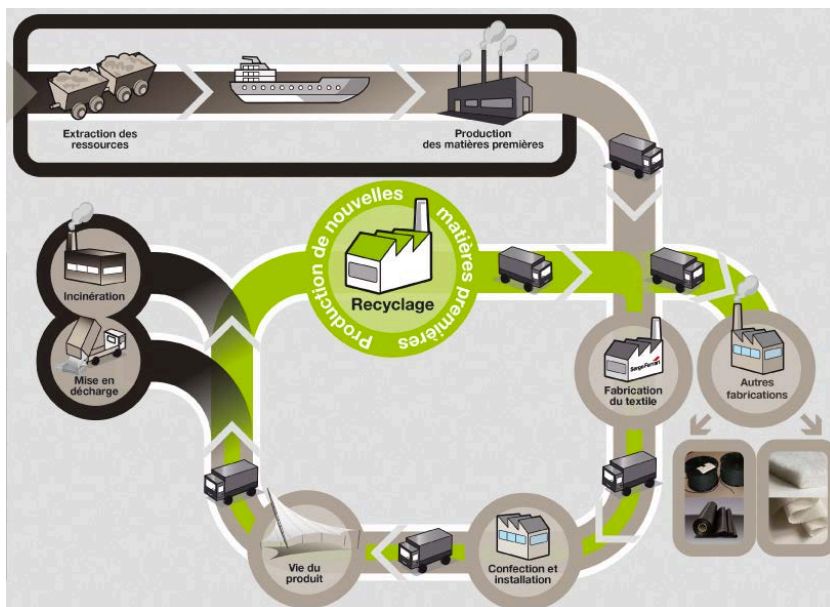 Extraction des
ressources
Production
des matières premières
Production de nouvelles
matières premières
Recyclage
Incinération
Mise en
décharge
SergeFerrari
Fabrication
du textile
Autres
fabrications
Vie du
produit
Confection et
installation